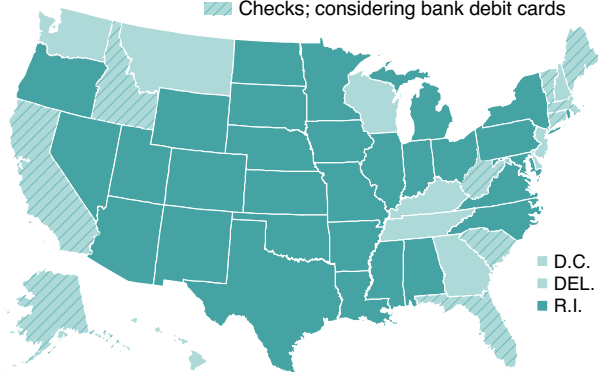 Checks; considering bank debit cards
D.C.
DEL.
R.I.